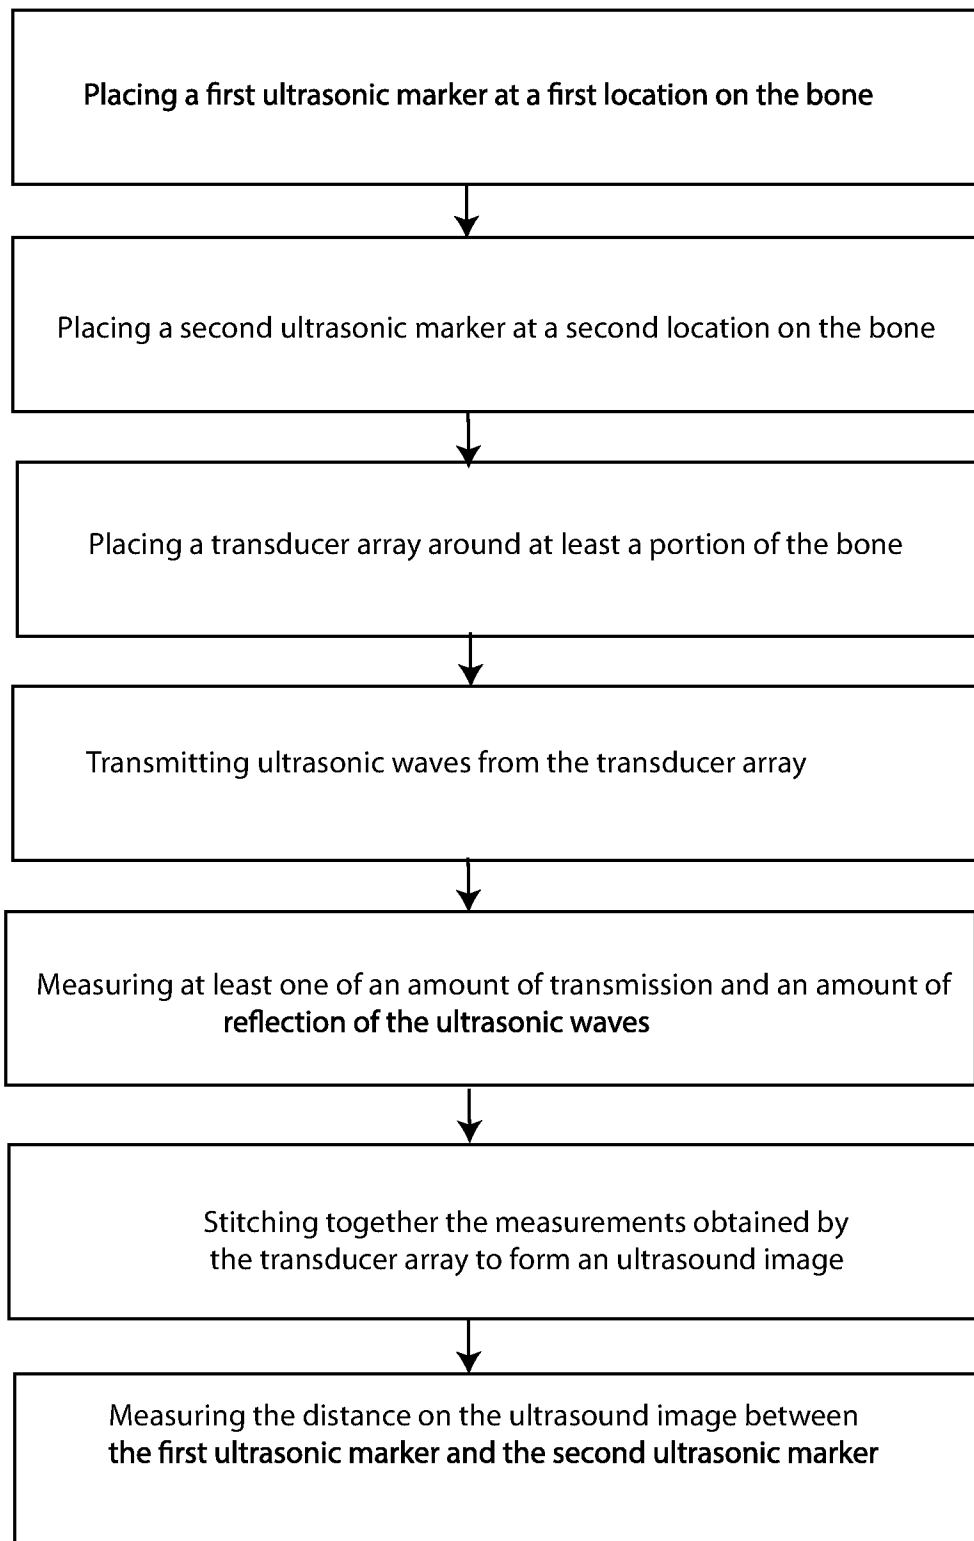 Placing a first ultrasonic marker at a first location on the bone
Placing a second ultrasonic marker at a second location on the bone
Placing a transducer array around at least a portion of the bone
Transmitting ultrasonic waves from the transducer array
Measuring at least one of an amount of transmission and an amount of
reflection of the ultrasonic waves
Stitching together the measurements obtained by
the transducer array to form an ultrasound image
Measuring the distance on the ultrasound image between
the first ultrasonic marker and the second ultrasonic marker